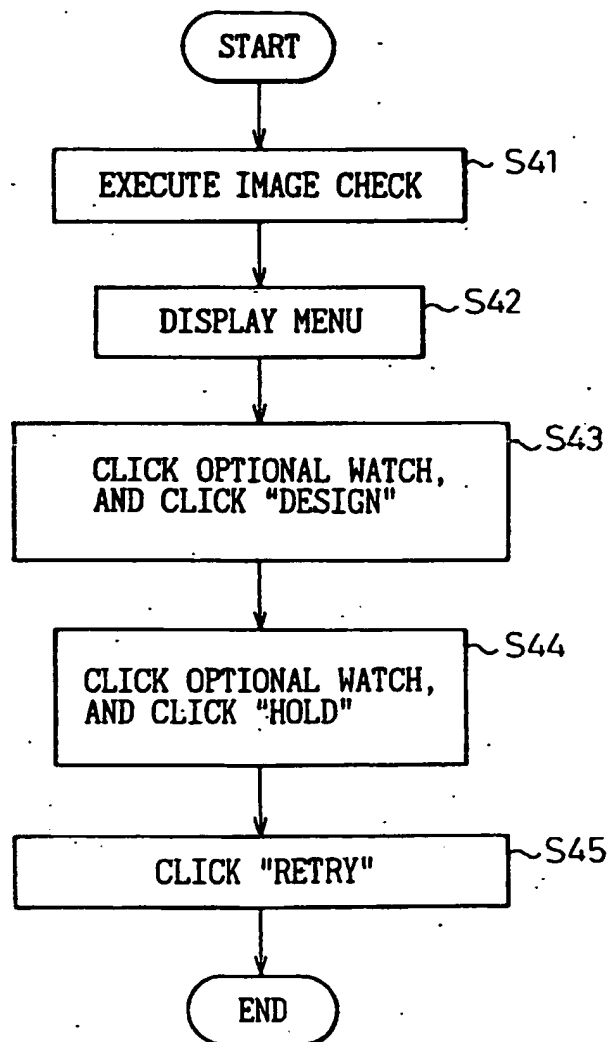 START
EXECUTE IMAGE CHECK
S41
DISPLAY MENU
S42
CLICK OPTIONAL WATCH,
AND CLICK "DESIGN"
S43
CLICK OPTIONAL WATCH,
AND CLICK "HOLD"
S44
CLICK "RETRY"
S45
END